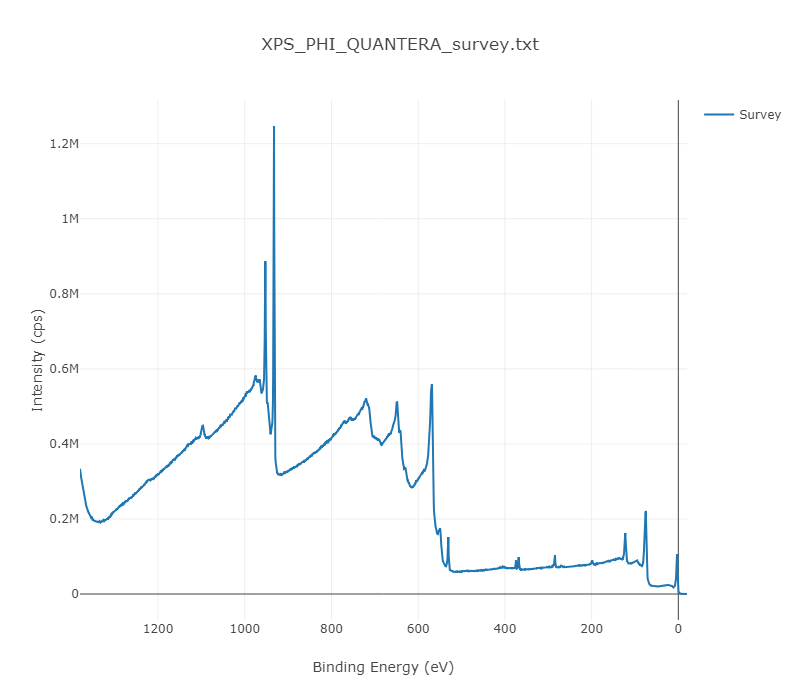 XPS_PHI_QUANTERA_survey.txt
Survey
1.2M
1M
0.8M
0.6M
0.4M
0.2M
0
Intensity (cps)
1200 1000 800 600 400 200 0
Binding Energy (eV)